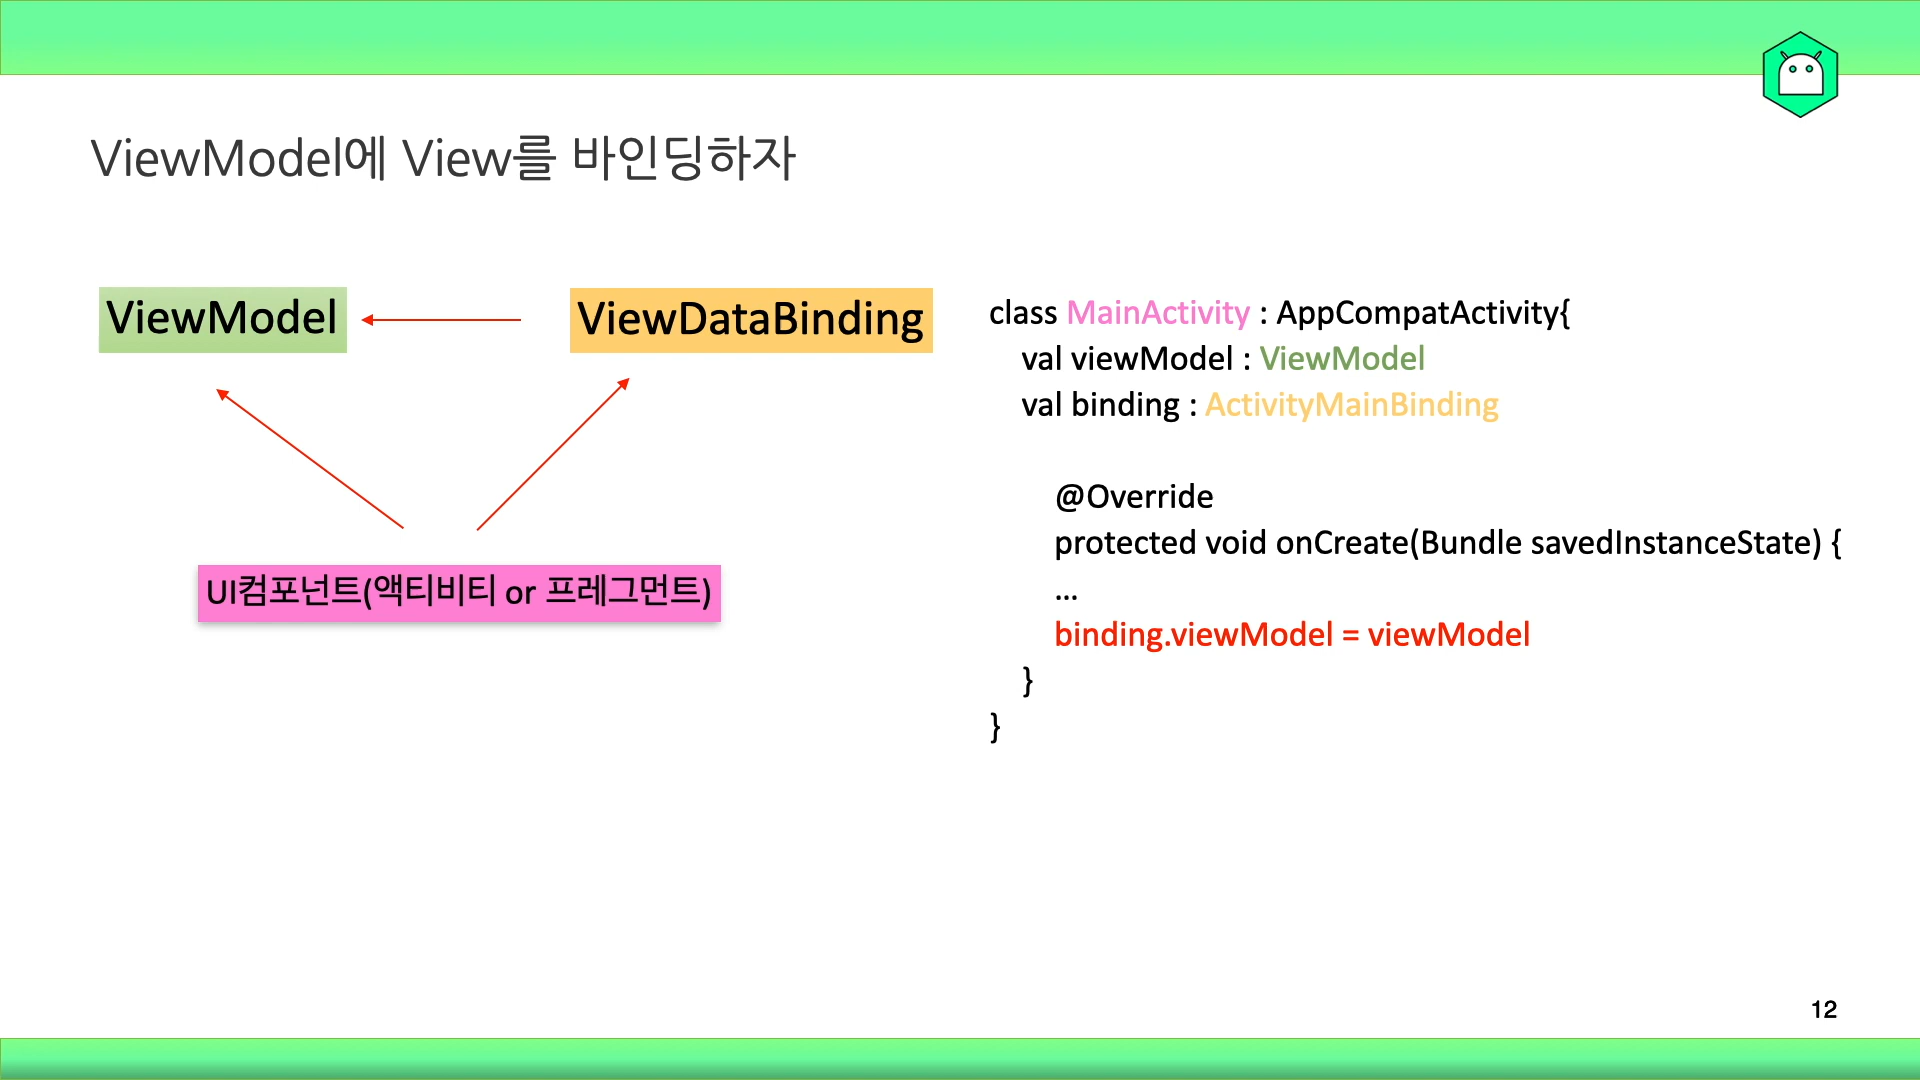 ViewModel에 View를 바인딩하자
ViewModel
ViewDataBinding
UI컴포넌트(액티비티 or 프레그먼트)
class MainActivity : AppCompatActivity{
val viewModel : ViewModel
val binding : ActivityMainBinding
@Override
protected void onCreate(Bundle savedInstanceState) {
...
binding.viewModel = viewModel
}
}
12